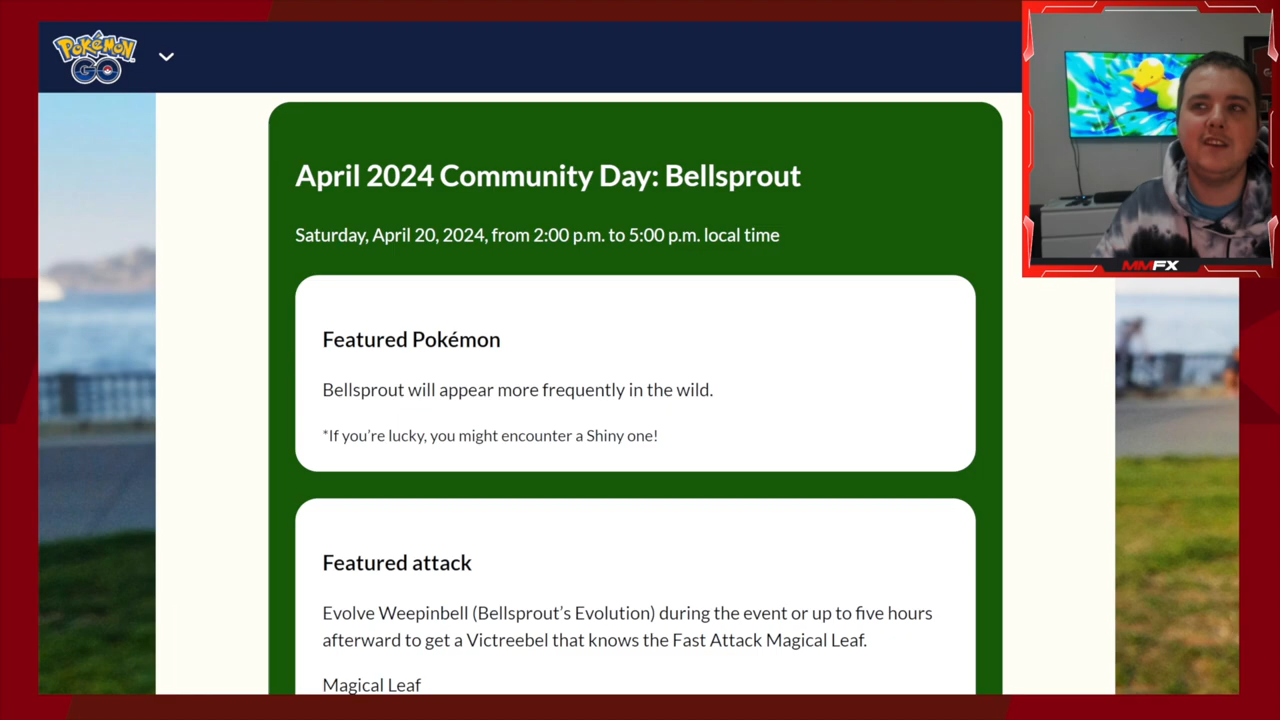 POKÉMON
GO
April 2024 Community Day: Bellsprout
Saturday, April 20, 2024, from 2:00 p.m. to 5:00 p.m. local time
Featured Pokémon
Bellsprout will appear more frequently in the wild.
*If you’re lucky, you might encounter a Shiny one!
Featured attack
Evolve Weepinbell (Bellsprout’s Evolution) during the event or up to five hours
afterward to get a Victreebel that knows the Fast Attack Magical Leaf.
Magical Leaf
MMFX